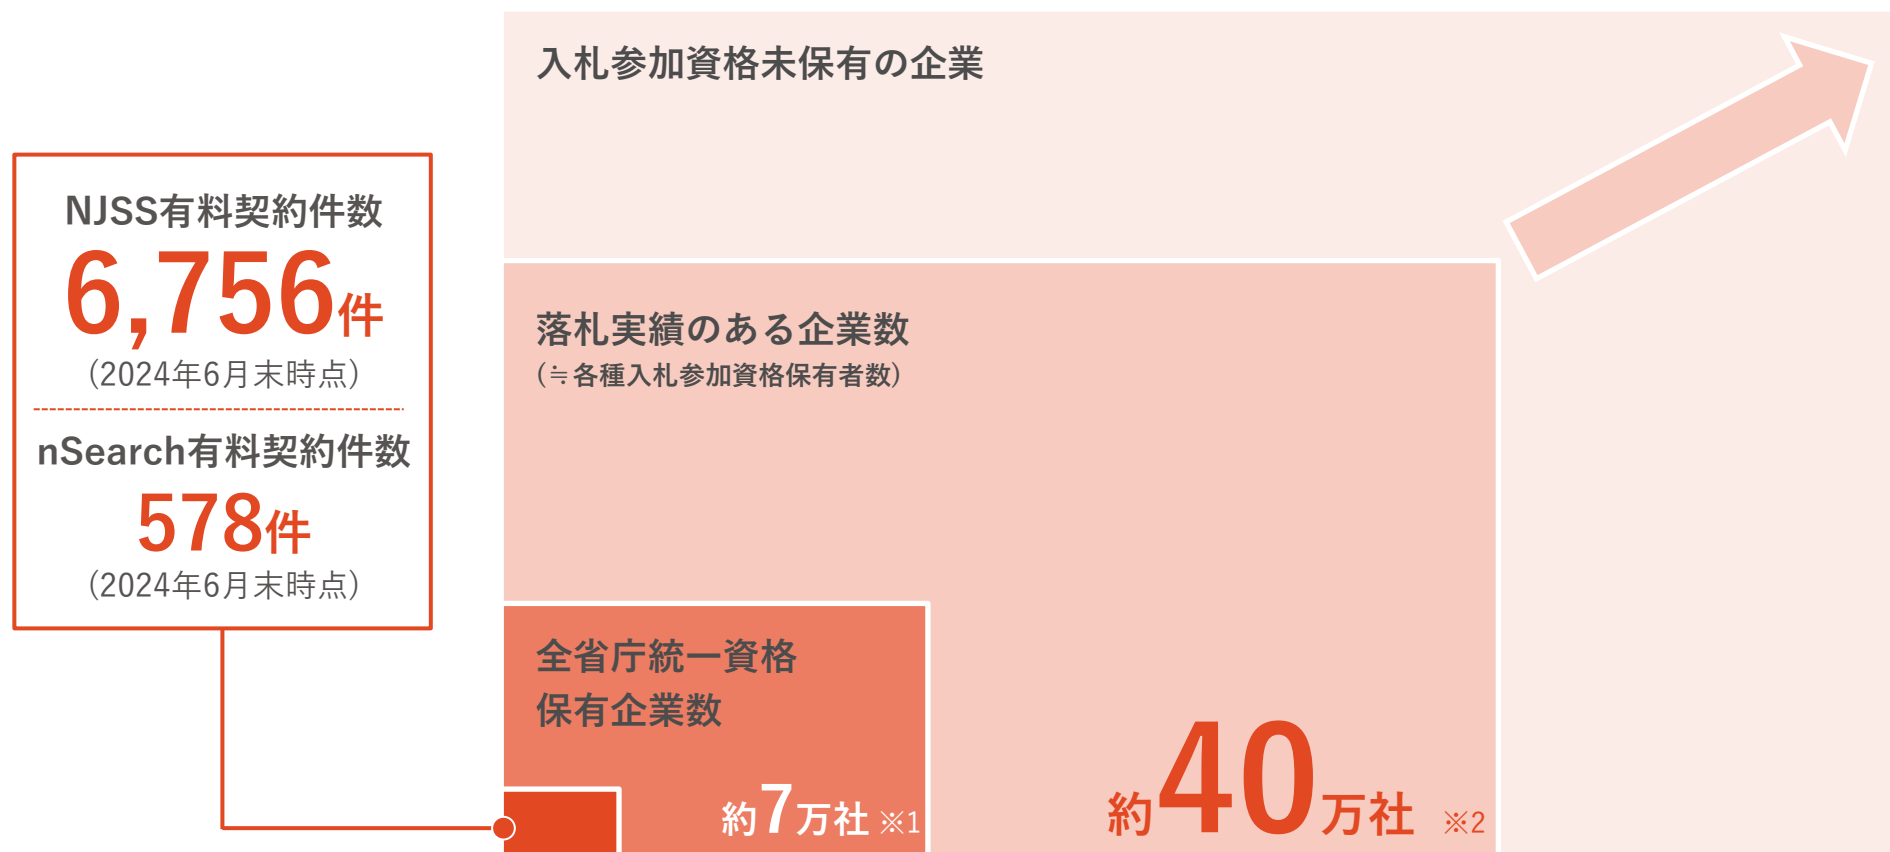 入札参加資格未保有の企業
NJSS有料契約件数
6,756件
（2024年6月末時点）
nSearch有料契約件数
578件
（2024年6月末時点）
落札実績のある企業数
（≒各種入札参加資格保有者数）
全省庁統一資格
保有企業数
約7万社 ※1
約40万社 ※2